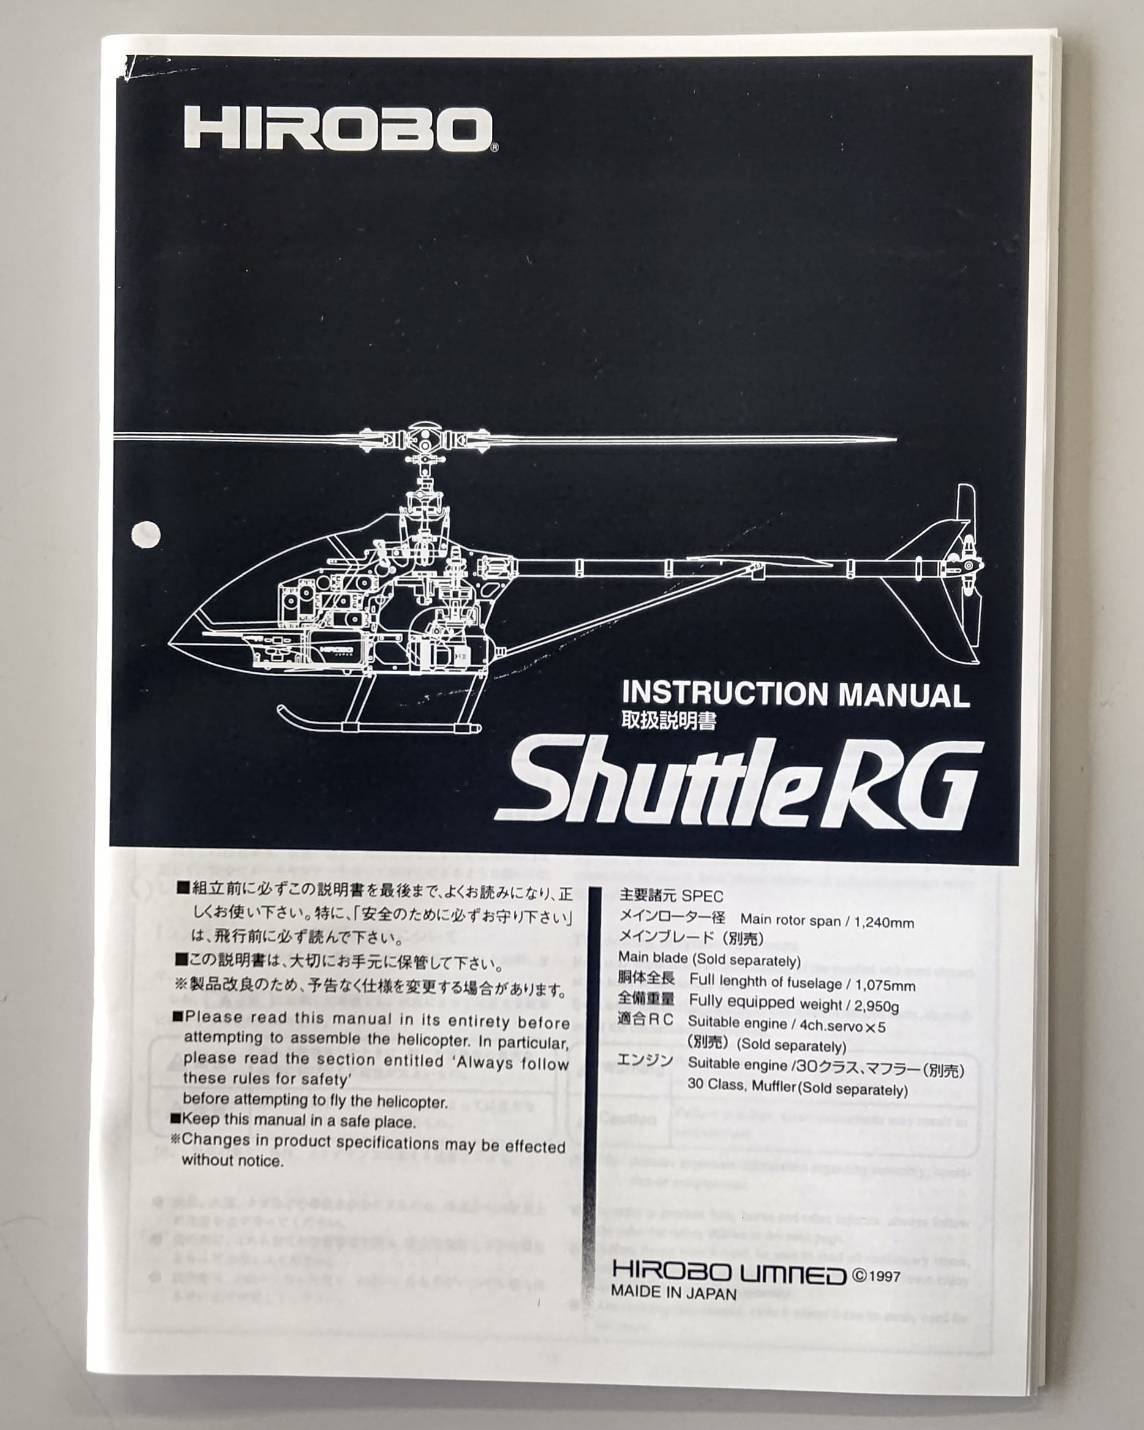 HIROBO®
HIROBO
JAPAN
INSTRUCTION MANUAL
取扱説明書
Shuttle RG
■組立前に必ずこの説明書を最後まで、よくお読みになり、正
しくお使い下さい。特に、「安全のために必ずお守り下さい」
は、飛行前に必ず読んで下さい。
■この説明書は、大切にお手元に保管して下さい。
※製品改良のため、予告なく仕様を変更する場合があります。
■Please read this manual in its entirety before
attempting to assemble the helicopter. In particular,
please read the section entitled 'Always follow
these rules for safety'
before attempting to fly the helicopter.
■Keep this manual in a safe place.
※Changes in product specifications may be effected
without notice.
主要諸元 SPEC
メインローター径 Main rotor span / 1,240mm
メインブレード（別売）
Main blade (Sold separately)
胴体全長 Full lenghth of fuselage / 1,075mm
全備重量 Fully equipped weight / 2,950g
適合RC Suitable engine / 4ch.servo×5
（別売）(Sold separately)
エンジン Suitable engine /30クラス、マフラー（別売）
30 Class, Muffler(Sold separately)
HIROBO LIMITED ©1997
MAIDE IN JAPAN